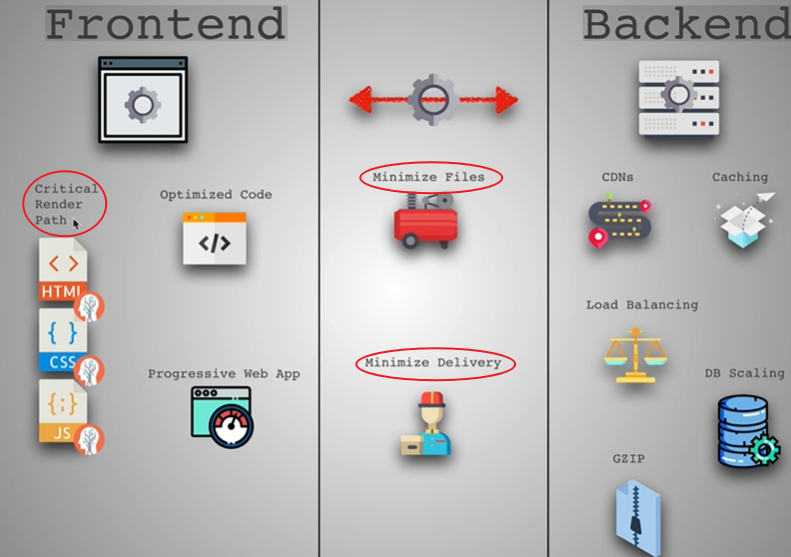 Frontend
Backend
Critical
Render
Path
Optimized Code
Minimize Files
CDNs
Caching
</>
< >
HTML
{ }
CSS
{;}
JS
Progressive Web App
Minimize Delivery
Load Balancing
DB Scaling
GZIP